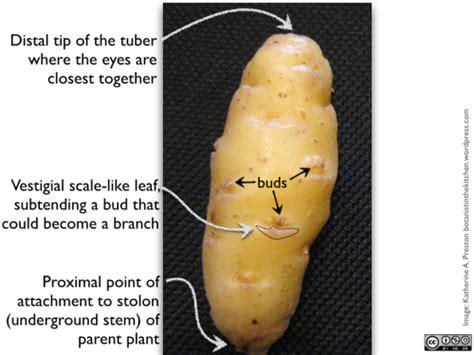 Distal tip of the tuber
where the eyes are
closest together
Vestigial scale-like leaf,
subtending a bud that
could become a branch
buds
Proximal point of
attachment to stolon
(underground stem) of
parent plant
Image: Katherine A. Preston botanistinthekitchen.wordpress.com